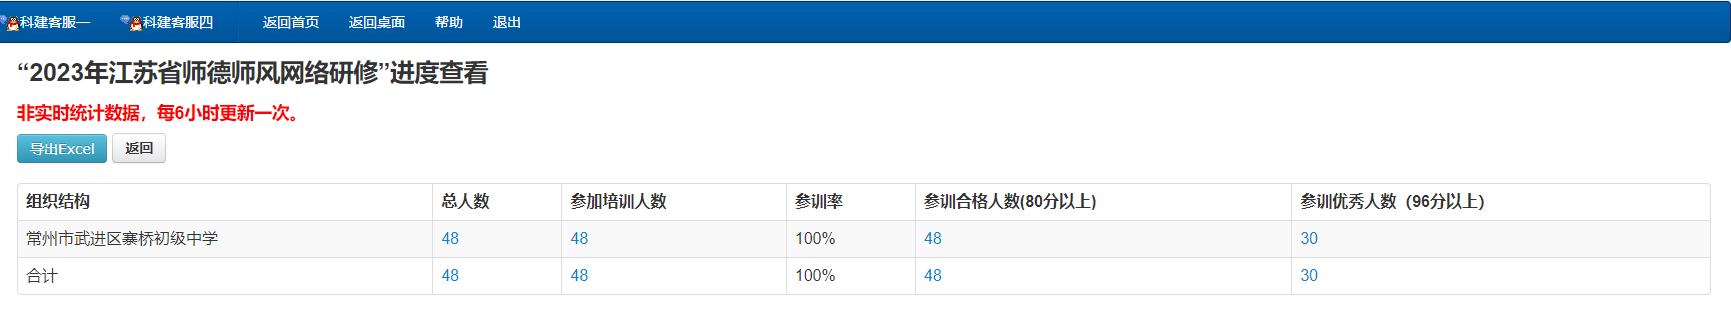 科建客服一 科建客服四 返回首页 返回桌面 帮助 退出
“2023年江苏省师德师风网络研修”进度查看
非实时统计数据，每6小时更新一次。
导出Excel 返回
组织结构 总人数 参加培训人数 参训率 参训合格人数(80分以上) 参训优秀人数（96分以上）
常州市武进区寨桥初级中学 48 48 100% 48 30
合计 48 48 100% 48 30